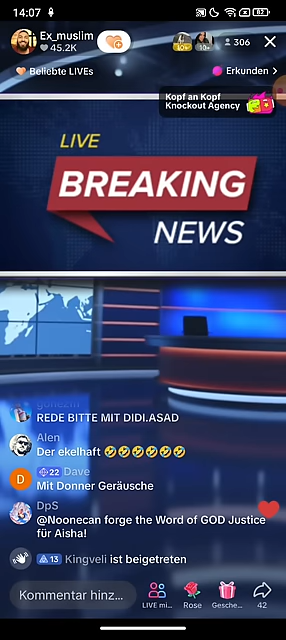 14:07
82
Ex_muslim
45.2K
10+
306
Beliebte LIVEs
Erkunden >
Kopf an Kopf
Knockout Agency
LIVE
BREAKING
NEWS
REDE BITTE MIT DIDI.ASAD
Alen
Der ekelhaft 🤣🤣🤣🤣🤣🤣
22 Dave
Mit Donner Geräusche
D
DpS
@Noonecan forge the Word of GOD Justice
für Aisha!
13 Kingveli ist beigetreten
Kommentar hinz...
LIVE mi...
Rose
Gesche...
42